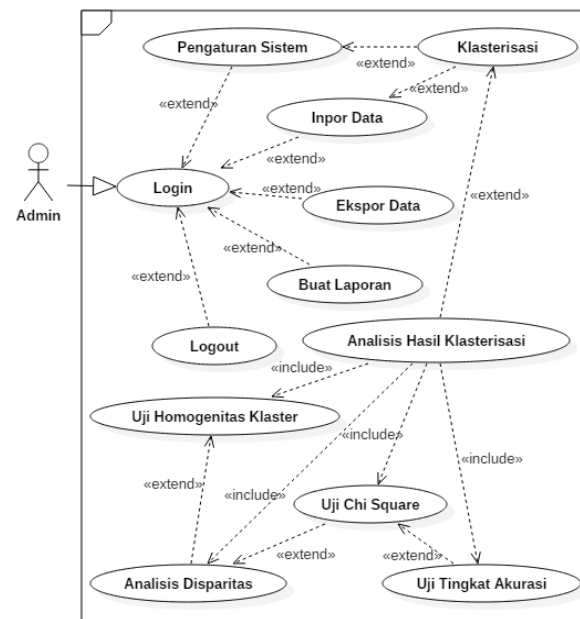 Pengaturan Sistem
Klasterisasi
«extend»
«extend»
«extend»
Inpor Data
«extend»
Admin
Login
«extend»
Ekspor Data
«extend»
«extend»
«extend»
Buat Laporan
Logout
Analisis Hasil Klasterisasi
«include»
Uji Homogenitas Klaster
«include»
«include»
«extend»
«include»
Uji Chi Square
«extend»
«extend»
Analisis Disparitas
Uji Tingkat Akurasi